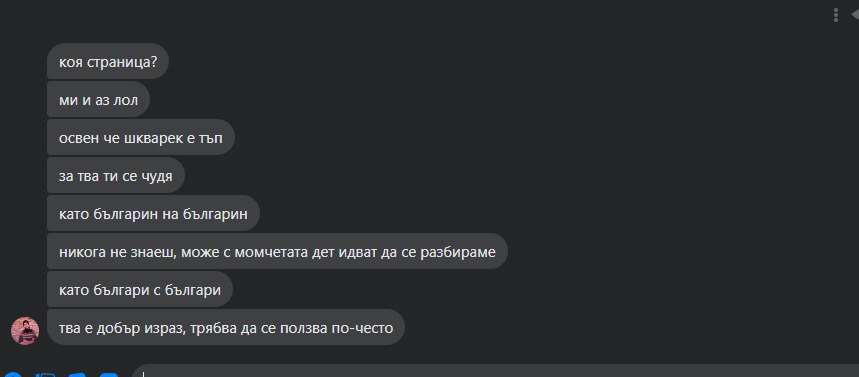 коя страница?
ми и аз лол
освен че шкварек е тъп
за тва ти се чудя
като българин на българин
никога не знаеш, може с момчетата дет идват да се разбираме
като българи с българи
тва е добър израз, трябва да се ползва по-често